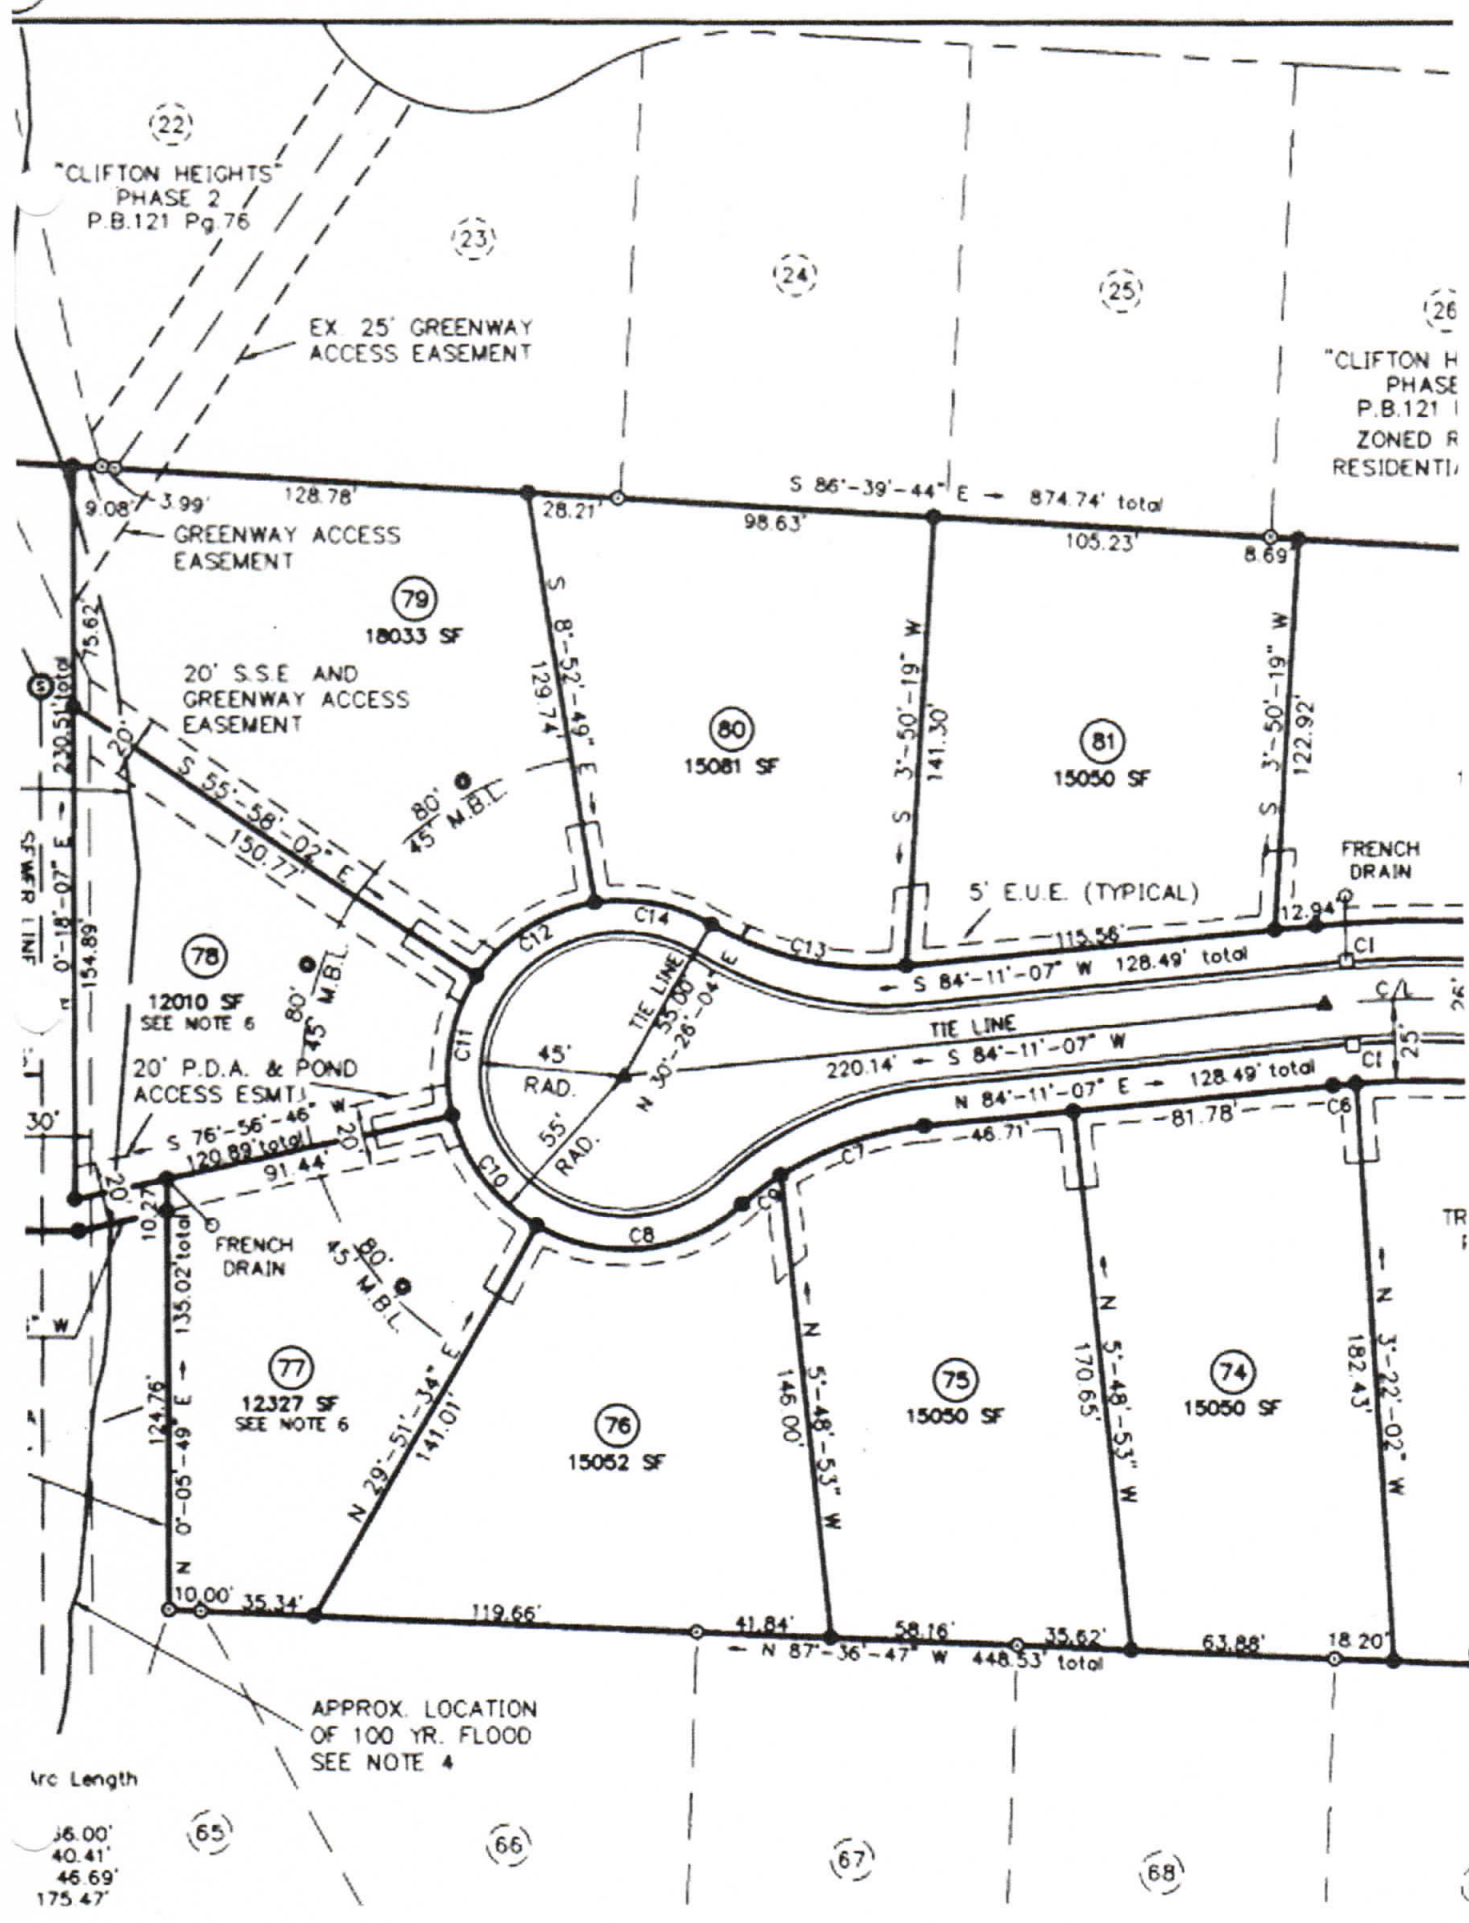 22
"CLIFTON HEIGHTS"
PHASE 2
P.B.121 Pg.76
23
24
25
26
EX. 25' GREENWAY
ACCESS EASEMENT
"CLIFTON H
PHASE
P.B.121
ZONED R
RESIDENTI
9.08'
3.99'
128.78'
28.21'
98.63'
S 86°-39'-44" E → 874.74' total
105.23'
8.69'
GREENWAY ACCESS
EASEMENT
79
18033 SF
20' S.S.E AND
GREENWAY ACCESS
EASEMENT
75.62'
230.51' total
0°-18'-07" E →
154.89'
SEWER LINE
S
20'
S 55°-58'-02" E
150.77'
80'
45' M.B.L.
S 8°-52'-49" E
129.74'
80
15081 SF
← S 3°-50'-19" W
141.30'
81
15050 SF
← S 3°-50'-19" W
122.92'
FRENCH
DRAIN
5' E.U.E. (TYPICAL)
12.94'
115.56'
← S 84°-11'-07" W 128.49' total
CI
C12
C14
C13
C11
TIE LINE
55.00'
N 30°-26'-04" E
TIE LINE
220.14' ← S 84°-11'-07" W
C/L
25'
26'
45'
RAD.
55'
RAD.
N 84°-11'-07" E → 128.49' total
CI
C6
81.78'
46.71'
C7
C9
C8
C10
78
12010 SF
SEE NOTE 6
80'
45' M.B.L.
20' P.D.A. & POND
ACCESS ESMT.
30'
S 76°-56'-46" W
120.89' total
91.44'
20'
20'
10.27'
FRENCH
DRAIN
80'
45' M.B.L.
135.02' total
N 0°-05'-49" E →
124.76'
" W
77
12327 SF
SEE NOTE 6
N 29°-51'-34" E
141.01'
76
15052 SF
← N 5°-48'-53" W
146.00'
75
15050 SF
← N 5°-48'-53" W
170.65'
74
15050 SF
← N 3°-22'-02" W
182.43'
TR
10.00'
35.34'
119.66'
41.84'
58.16'
35.62'
63.88'
18.20'
← N 87°-36'-47" W 448.53' total
APPROX. LOCATION
OF 100 YR. FLOOD
SEE NOTE 4
Arc Length
36.00'
40.41'
46.69'
175.47'
65
66
67
68